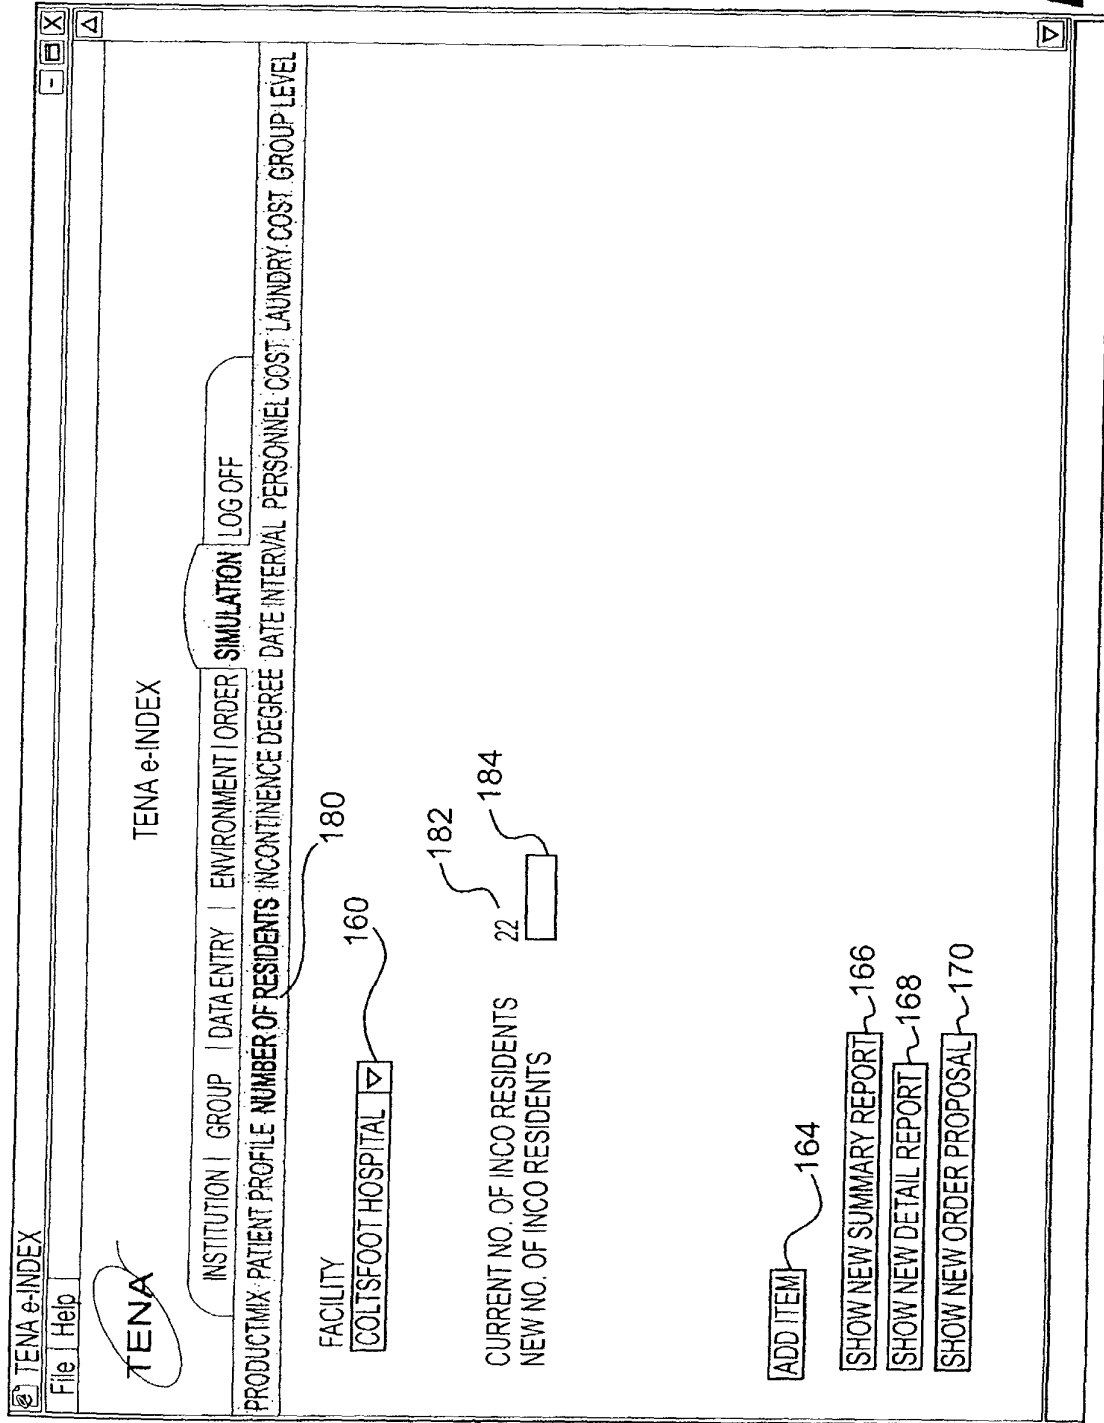 TENA e-INDEX
File | Help |
- X
TENA
TENA e-INDEX
INSTITUTION | GROUP | DATA ENTRY | ENVIRONMENT | ORDER | SIMULATION | LOG OFF
PRODUCTMIX PATIENT PROFILE NUMBER OF RESIDENTS INCONTINENCE DEGREE DATE INTERVAL PERSONNEL COST LAUNDRY COST GROUP LEVEL
180
FACILITY
COLTSFOOT HOSPITAL
160
CURRENT NO. OF INCO RESIDENTS 22 182
NEW NO. OF INCO RESIDENTS 184
ADD ITEM 164
SHOW NEW SUMMARY REPORT 166
SHOW NEW DETAIL REPORT 168
SHOW NEW ORDER PROPOSAL 170